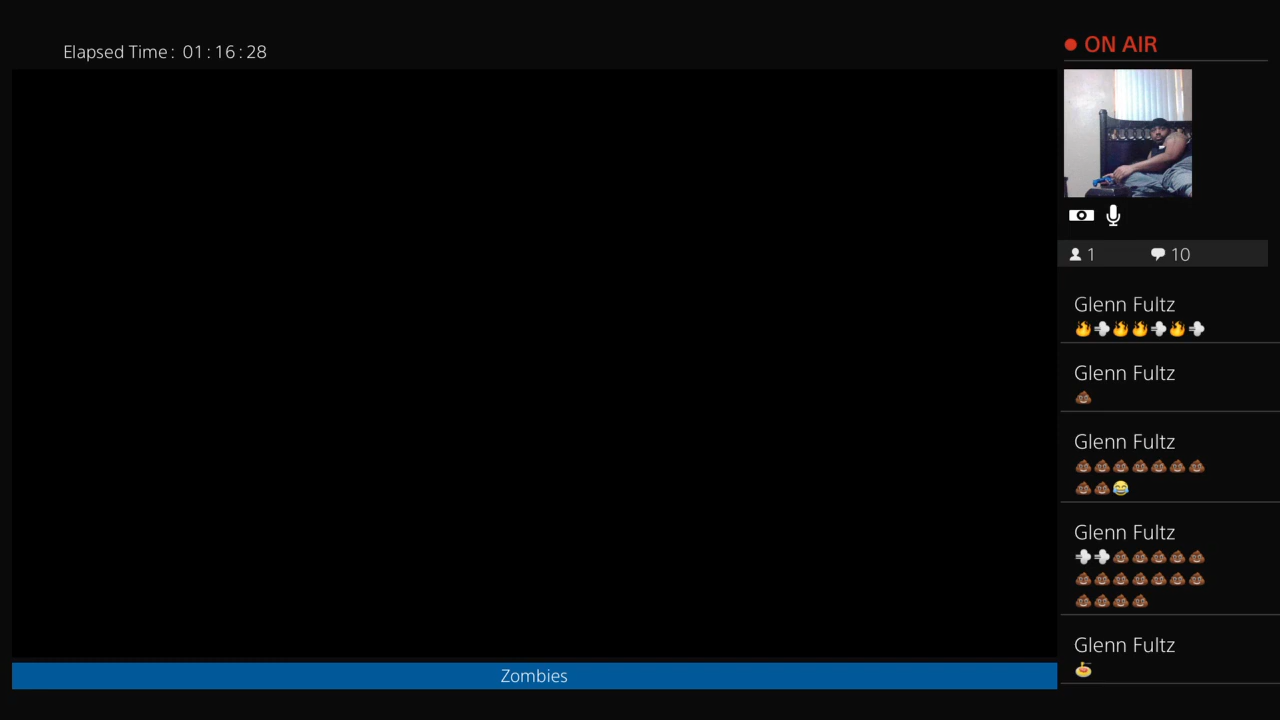 Elapsed Time: 01:16:28
ON AIR
1 10
Glenn Fultz
🔥💨🔥🔥💨🔥💨
Glenn Fultz
💩
Glenn Fultz
💩💩💩💩💩💩💩
💩💩😂
Glenn Fultz
💨💨💩💩💩💩💩
💩💩💩💩💩💩💩
💩💩💩💩
Glenn Fultz
Zombies